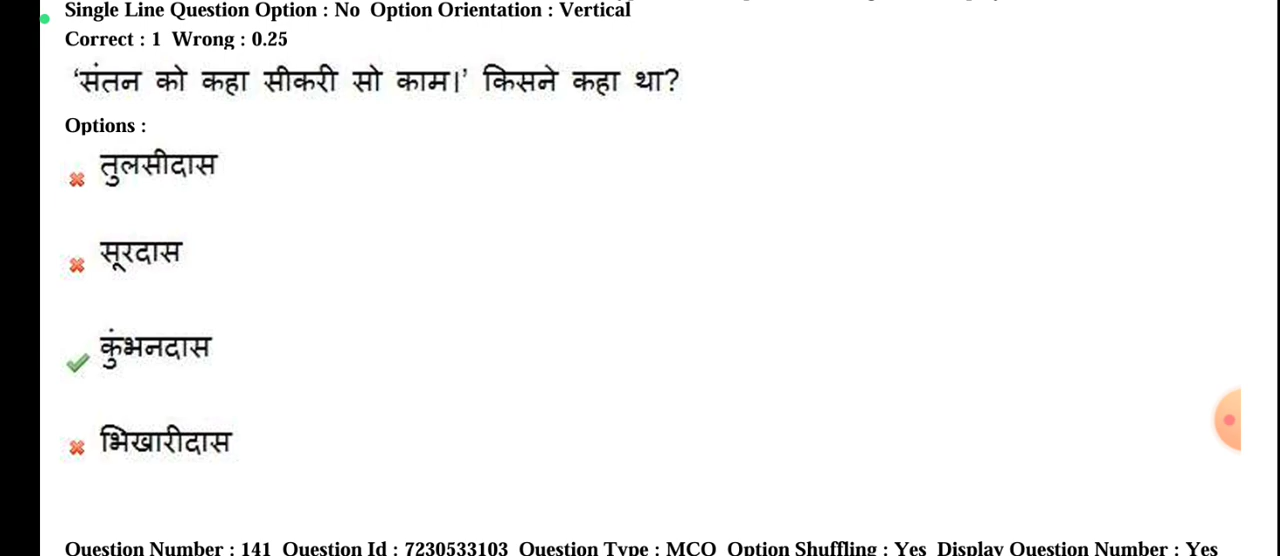 Single Line Question Option : No Option Orientation : Vertical
Correct : 1 Wrong : 0.25
‘संतन को कहा सीकरी सो काम।’ किसने कहा था?
Options :
तुलसीदास
सूरदास
कुंभनदास
भिखारीदास
Question Number : 141 Question Id : 7230533103 Question Type : MCQ Option Shuffling : Yes Display Question Number : Yes